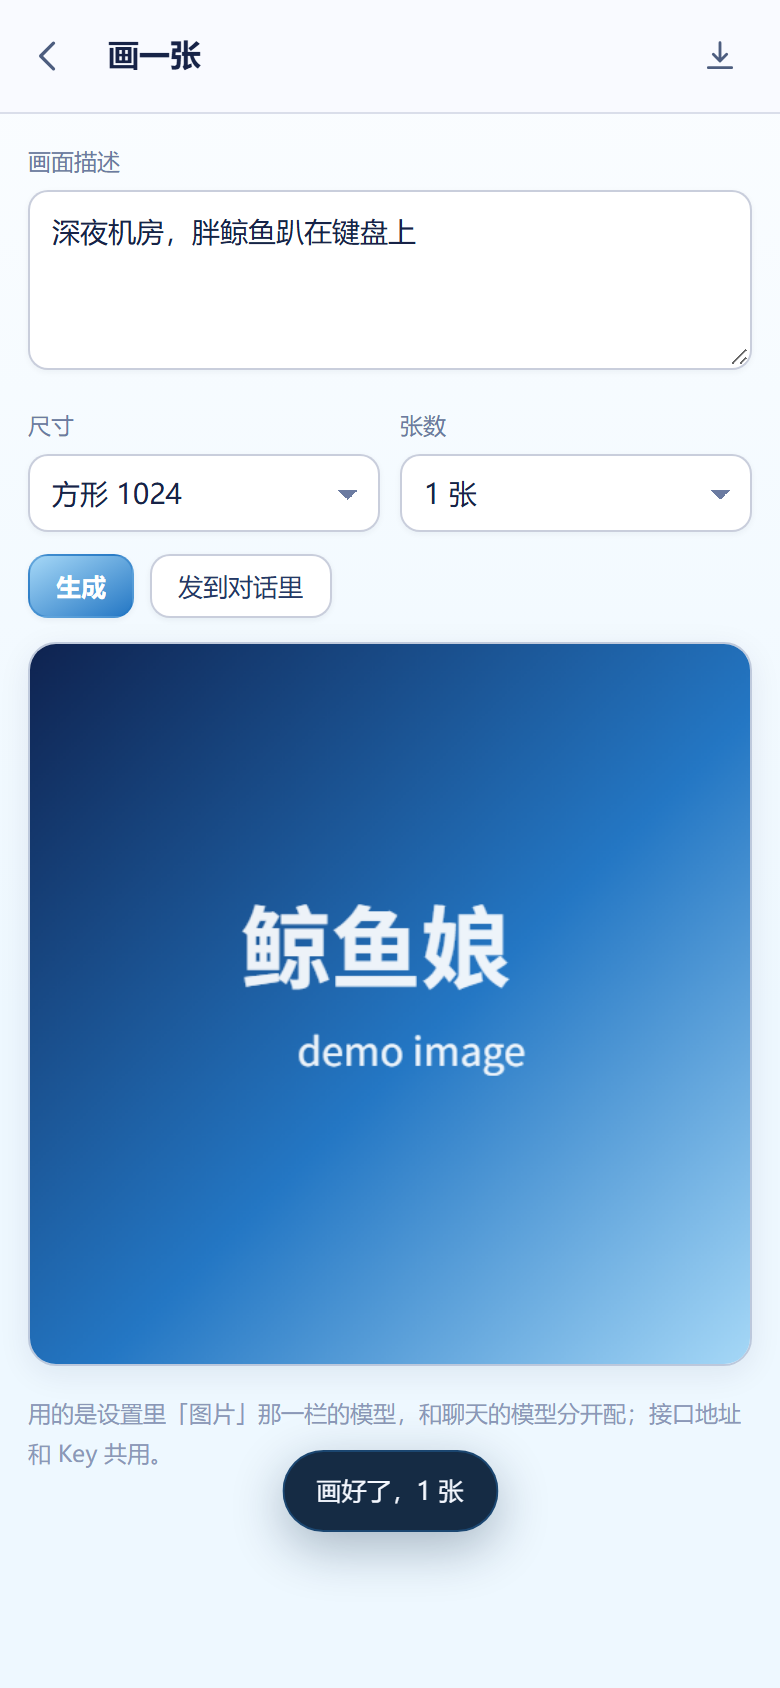 画一张
画面描述
深夜机房，胖鲸鱼趴在键盘上
尺寸
张数
方形 1024
1 张
生成
发到对话里
鲸鱼娘
demo image
用的是设置里「图片」那一栏的模型，和聊天的模型分开配；接口地址
和 Key 共用。
画好了，1 张